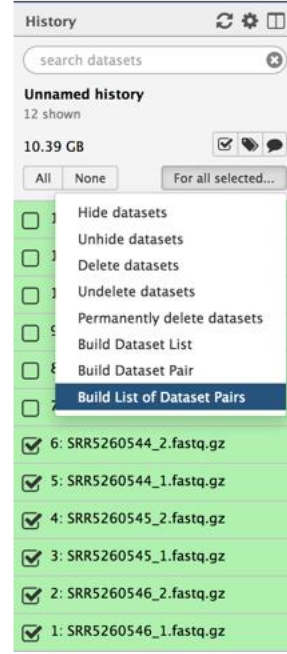 History
search datasets
Unnamed history
12 shown
10.39 GB
All None For all selected...
Hide datasets
Unhide datasets
Delete datasets
Undelete datasets
Permanently delete datasets
Build Dataset List
Build Dataset Pair
Build List of Dataset Pairs
6: SRR5260544_2.fastq.gz
5: SRR5260544_1.fastq.gz
4: SRR5260545_2.fastq.gz
3: SRR5260545_1.fastq.gz
2: SRR5260546_2.fastq.gz
1: SRR5260546_1.fastq.gz